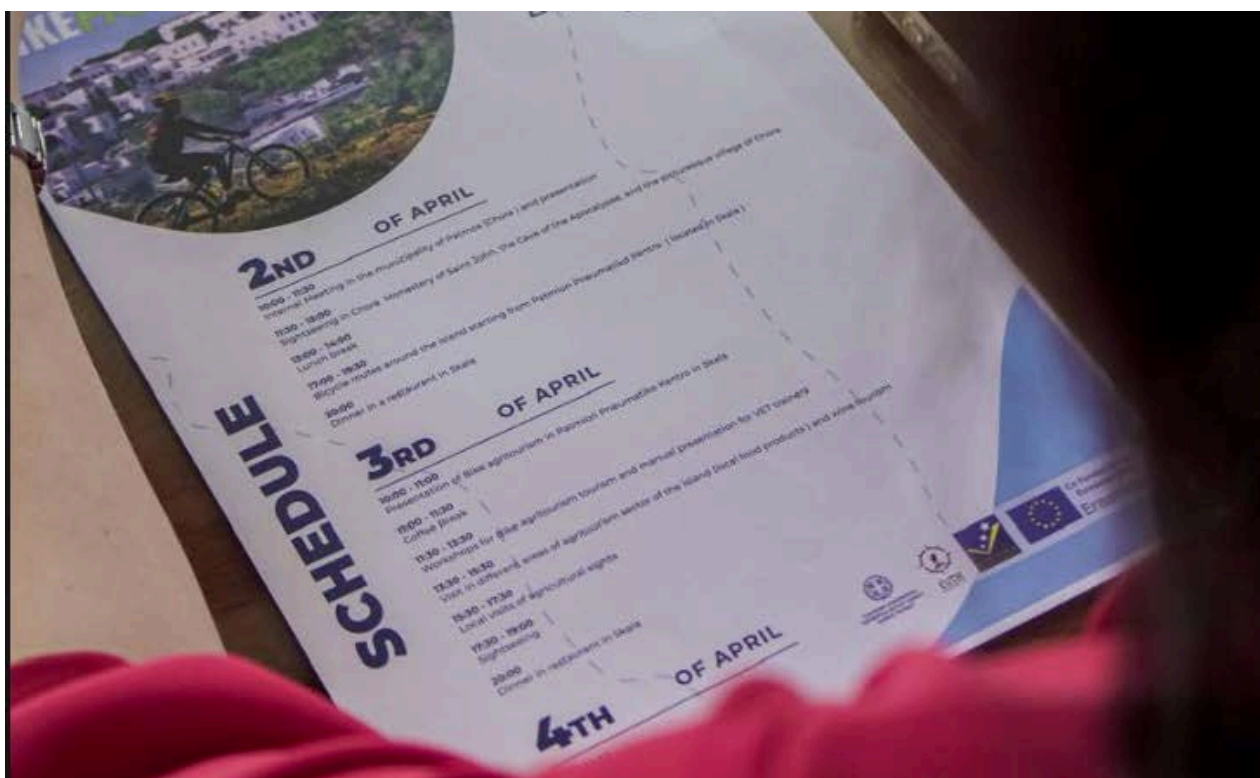 SCHEDULE
2ND OF APRIL
10:00 - 11:30
Internal Meeting in the municipality of Patmos (Chora ) and presentation
11:30 - 13:00
Sightseeing in Chora: Monastery of Saint John, the Cave of the Apocalypse, and the picturesque village of Chora
13:00 - 14:00
Lunch Break
17:00 - 19:30
Bicycle routes around the island starting from Patmion Pneumatiko Kentro ( located in Skala )
20:00
Dinner in a restaurant in Skala
3RD OF APRIL
10:00 - 11:00
Presentation of Bike agritourism in Patmion Pneumatiko Kentro in Skala
11:00 - 11:30
Coffee Break
11:30 - 13:30
Workshops for Bike agritourism tourism and manual presentation for VET trainers
13:30 - 15:30
Visit in different areas of agritourism sector of the island (local food products ) and wine tourism
15:30 - 17:30
Local visits of agricultural sights
17:30 - 19:00
Sightseeing
20:00
Dinner in restaurant in Skala
4TH OF APRIL